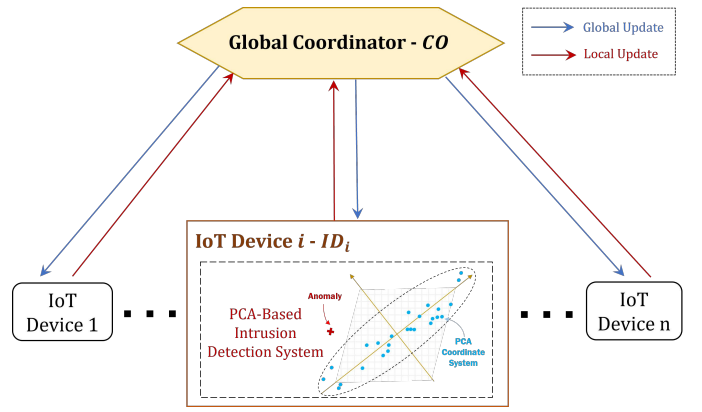 Global Coordinator - CO
Global Update
Local Update
IoT Device i - IDᵢ
Anomaly
PCA-Based
Intrusion
Detection System
PCA
Coordinate
System
IoT
Device 1
IoT
Device n